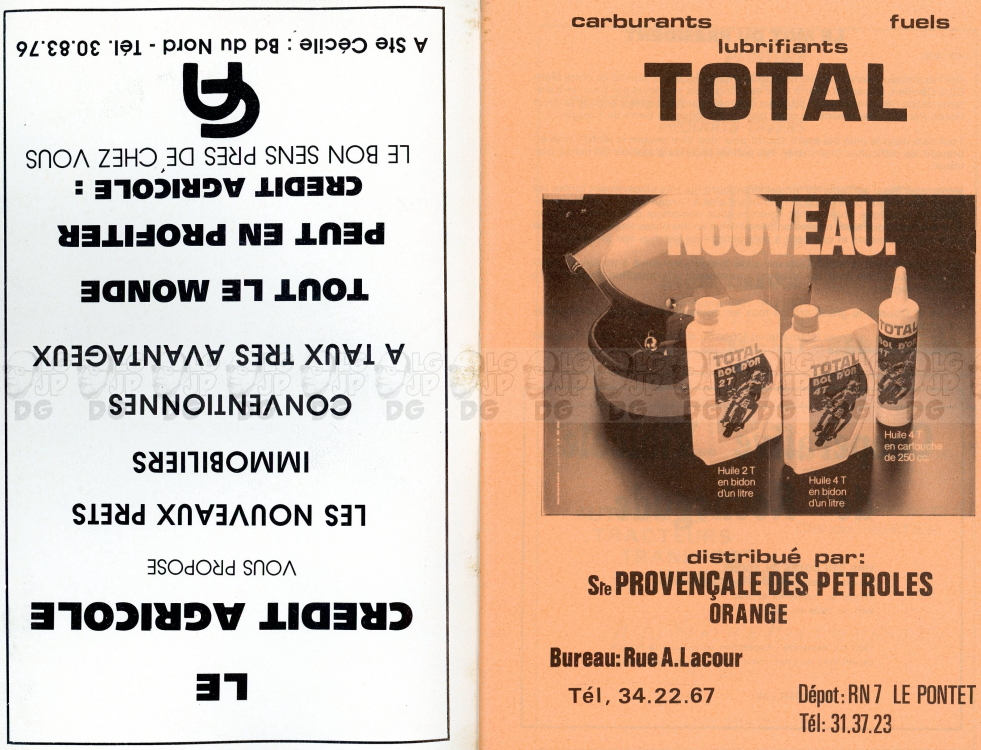 LE
CREDIT AGRICOLE
VOUS PROPOSE
LES NOUVEAUX PRETS
IMMOBILIERS
CONVENTIONNES
A TAUX TRES AVANTAGEUX
TOUT LE MONDE
PEUT EN PROFITER
CREDIT AGRICOLE :
LE BON SENS PRES DE CHEZ VOUS
CA
A Ste Cécile : Bd du Nord - Tél. 30.83.76
carburants fuels
lubrifiants
TOTAL
NOUVEAU.
TOTAL
BOL D'OR
2T
TOTAL
BOL D'OR
4T
TOTAL
BOL D'OR
4T
Huile 2 T
en bidon
d'un litre
Huile 4 T
en bidon
d'un litre
Huile 4 T
en cartouche
de 250 cc.
distribué par:
Ste PROVENÇALE DES PETROLES
ORANGE
Bureau: Rue A. Lacour
Tél, 34.22.67
Dépot: RN 7 LE PONTET
Tél: 31.37.23